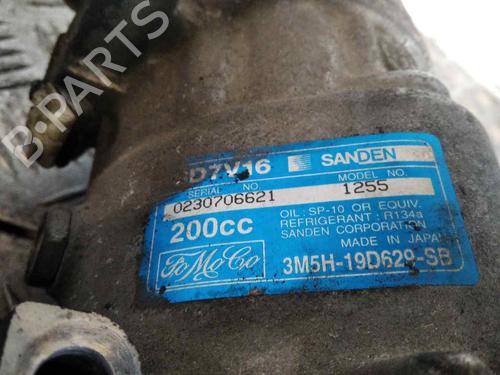 B-PARTS
D7V16 SANDEN
SERIAL NO. MODEL NO.
0230706621 1255
200cc
OIL: SP-10 OR EQUIV.
REFRIGERANT: R134a
SANDEN CORPORATION
MADE IN JAPAN
FoMoCo
3M5H-19D629-SB